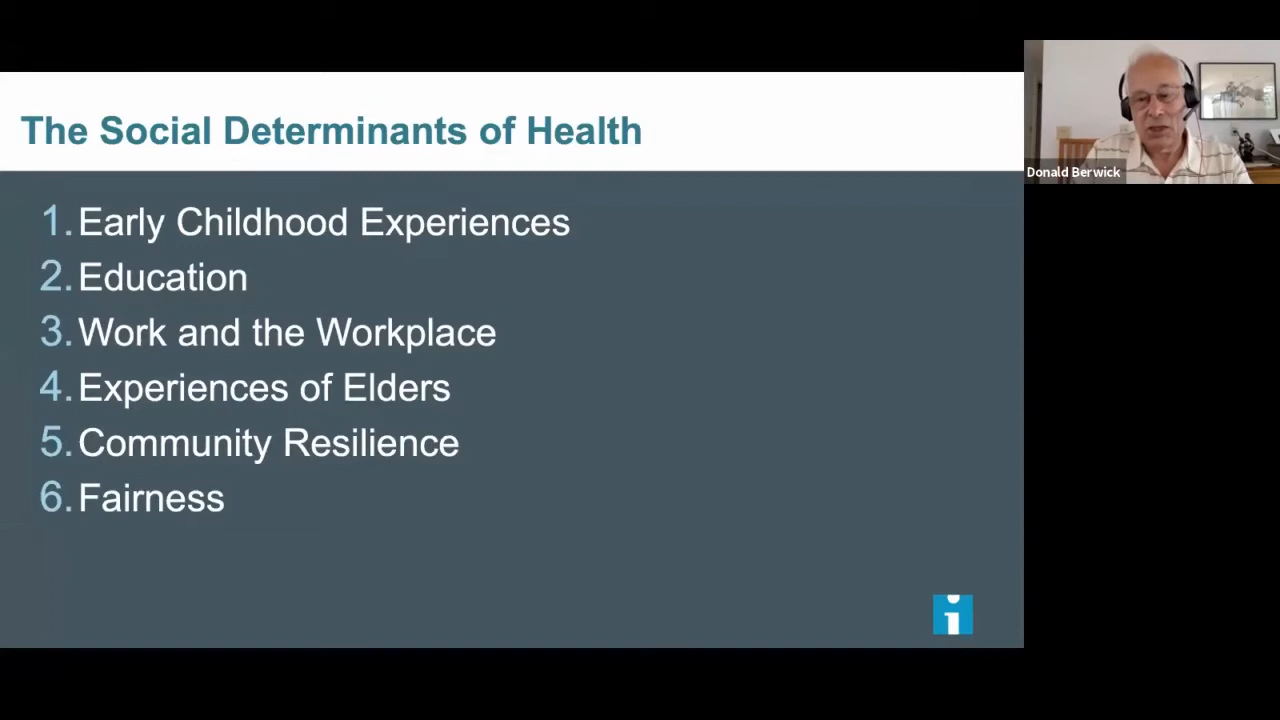 The Social Determinants of Health
1. Early Childhood Experiences
2. Education
3. Work and the Workplace
4. Experiences of Elders
5. Community Resilience
6. Fairness
i
Donald Berwick